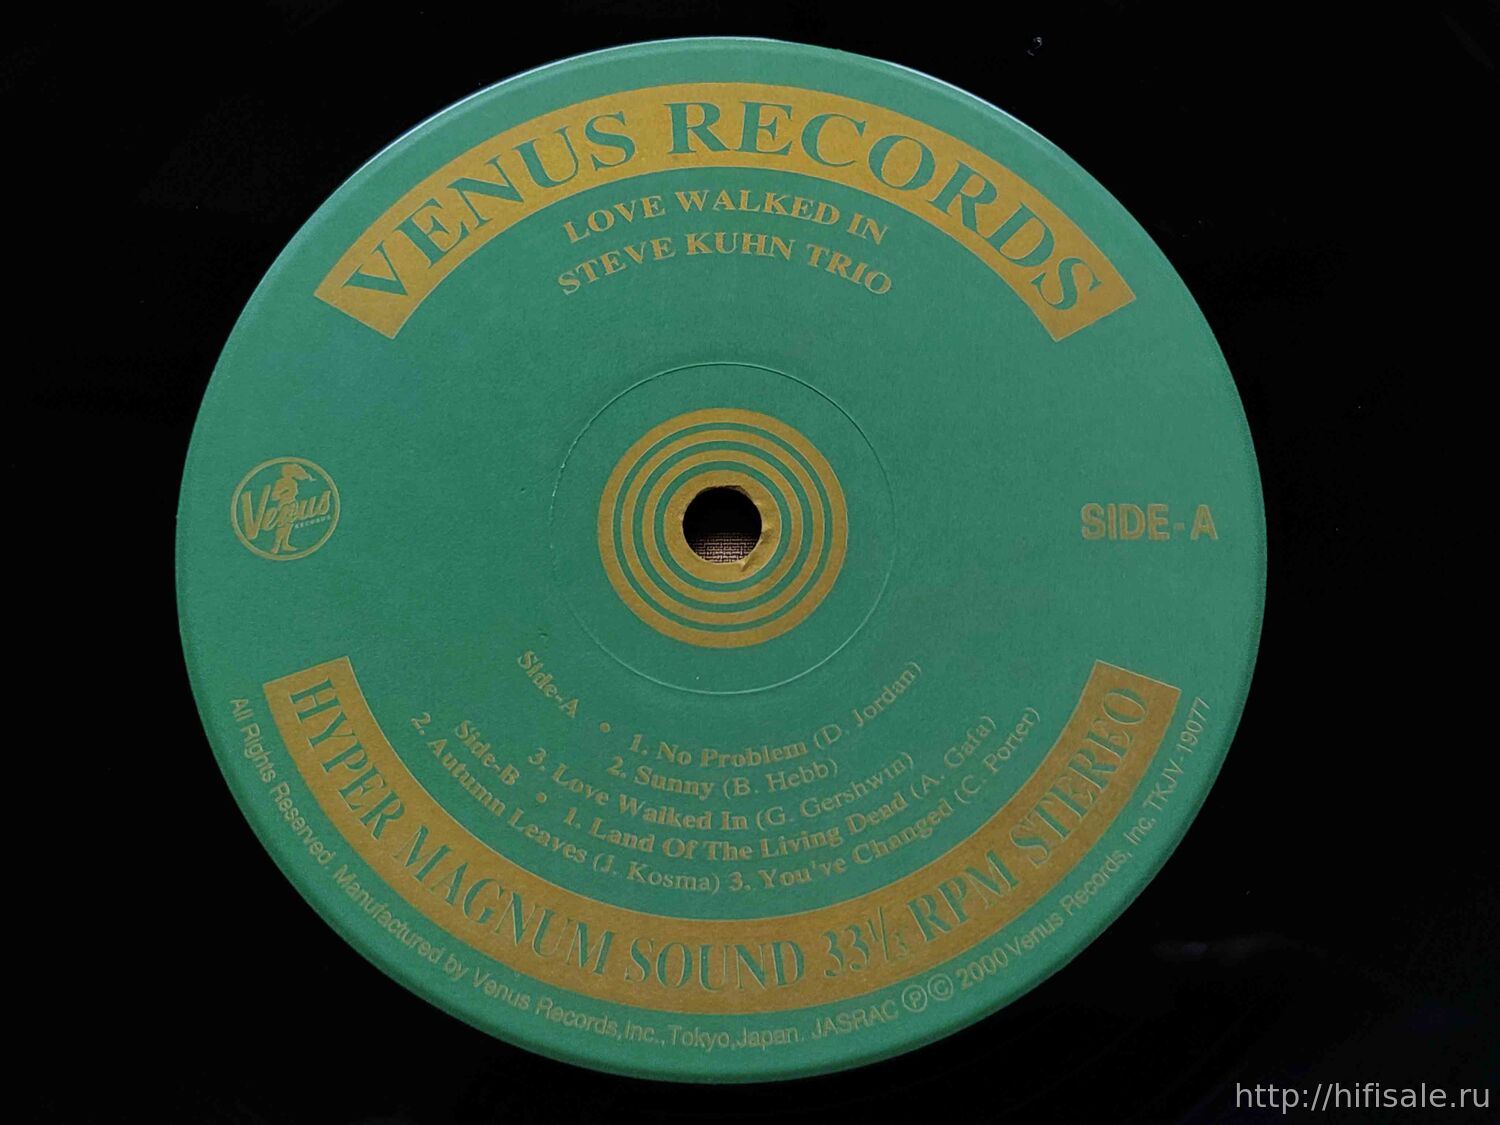 VENUS RECORDS
LOVE WALKED IN
STEVE KUHN TRIO
Venus
RECORDS
SIDE-A
Side-A • 1. No Problem (D. Jordan)
2. Sunny (B. Hebb)
3. Love Walked In (G. Gershwin)
Side-B • 1. Land Of The Living Dead (A. Gafa)
2. Autumn Leaves (J. Kosma) 3. You've Changed (C. Porter)
HYPER MAGNUM SOUND 33 1/3 RPM STEREO
All Rights Reserved. Manufactured by Venus Records,Inc.,Tokyo,Japan. JASRAC Ⓟ© 2000 Venus Records, Inc. TKJV-19077
http://hifisale.ru